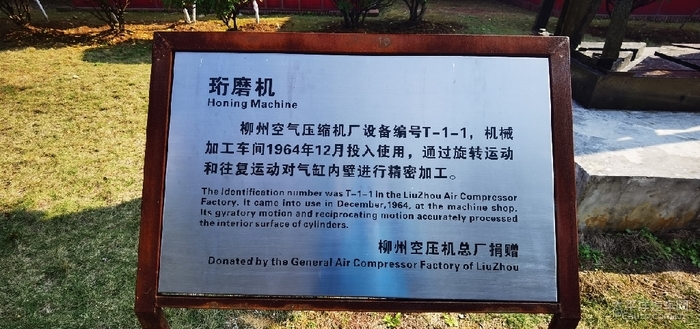 珩磨机
Honing Machine
柳州空气压缩机厂设备编号T-1-1，机械
加工车间1964年12月投入使用，通过旋转运动
和往复运动对气缸内壁进行精密加工。
The identification number was T-1-1 in the LiuZhou Air Compressor
Factory. It came into use in December,1964, at the machine shop.
Its gyratory motion and reciprocating motion accurately processed
the interior surface of cylinders.
柳州空压机总厂捐赠
Donated by the General Air Compressor Factory of LiuZhou